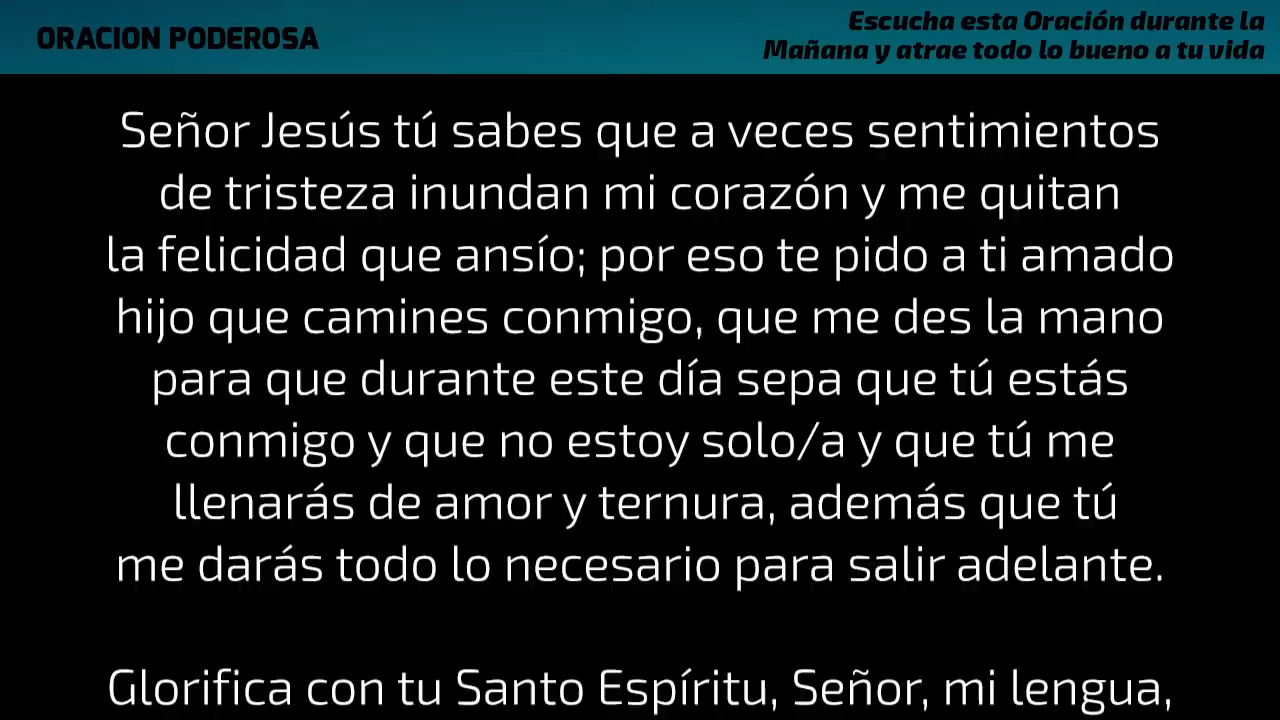 ORACION PODEROSA
Escucha esta Oración durante la
Mañana y atrae todo lo bueno a tu vida
Señor Jesús tú sabes que a veces sentimientos
de tristeza inundan mi corazón y me quitan
la felicidad que ansío; por eso te pido a ti amado
hijo que camines conmigo, que me des la mano
para que durante este día sepa que tú estás
conmigo y que no estoy solo/a y que tú me
llenarás de amor y ternura, además que tú
me darás todo lo necesario para salir adelante.
Glorifica con tu Santo Espíritu, Señor, mi lengua,